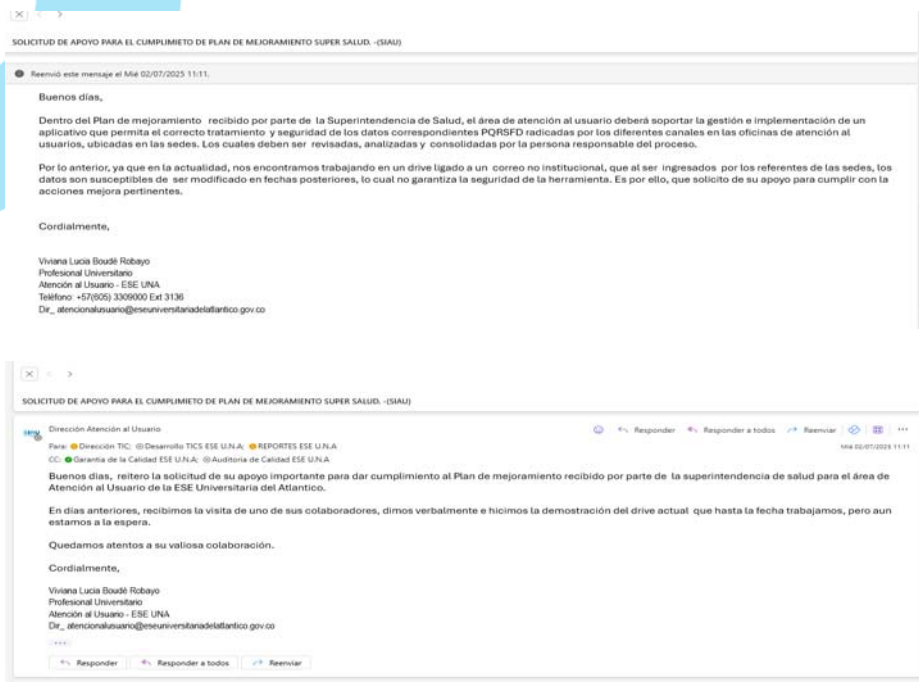 SOLICITUD DE APOYO PARA EL CUMPLIMIETO DE PLAN DE MEJORAMIENTO SUPER SALUD. -(SIAU)
Reenvió este mensaje el Mié 02/07/2025 11:11.
Buenos días,
Dentro del Plan de mejoramiento recibido por parte de la Superintendencia de Salud, el área de atención al usuario deberá soportar la gestión e implementación de un
aplicativo que permita el correcto tratamiento y seguridad de los datos correspondientes PQRSFD radicadas por los diferentes canales en las oficinas de atención al
usuarios, ubicadas en las sedes. Los cuales deben ser revisadas, analizadas y consolidadas por la persona responsable del proceso.
Por lo anterior, ya que en la actualidad, nos encontramos trabajando en un drive ligado a un correo no institucional, que al ser ingresados por los referentes de las sedes, los
datos son susceptibles de ser modificado en fechas posteriores, lo cual no garantiza la seguridad de la herramienta. Es por ello, que solicito de su apoyo para cumplir con la
acciones mejora pertinentes.
Cordialmente,
Viviana Lucia Boudé Robayo
Profesional Universitario
Atención al Usuario - ESE UNA
Teléfono: +57(605) 3309000 Ext 3136
Dir_ atencionalusuario@eseuniversitariadelatlantico.gov.co
SOLICITUD DE APOYO PARA EL CUMPLIMIETO DE PLAN DE MEJORAMIENTO SUPER SALUD. -(SIAU)
Dirección Atención al Usuario
Responder Responder a todos Reenviar
Para: Dirección TIC; Desarrollo TICS ESE U.N.A; REPORTES ESE U.N.A
Mié 02/07/2025 11:11
CC: Garantia de la Calidad ESE U.N.A; Auditoria de Calidad ESE U.N.A
Buenos días, reitero la solicitud de su apoyo importante para dar cumplimiento al Plan de mejoramiento recibido por parte de la superintendencia de salud para el área de
Atención al Usuario de la ESE Universitaria del Atlantico.
En días anteriores, recibimos la visita de uno de sus colaboradores, dimos verbalmente e hicimos la demostración del drive actual que hasta la fecha trabajamos, pero aun
estamos a la espera.
Quedamos atentos a su valiosa colaboración.
Cordialmente,
Viviana Lucia Boudé Robayo
Profesional Universitario
Atención al Usuario - ESE UNA
Dir_ atencionalusuario@eseuniversitariadelatlantico.gov.co
Responder Responder a todos Reenviar